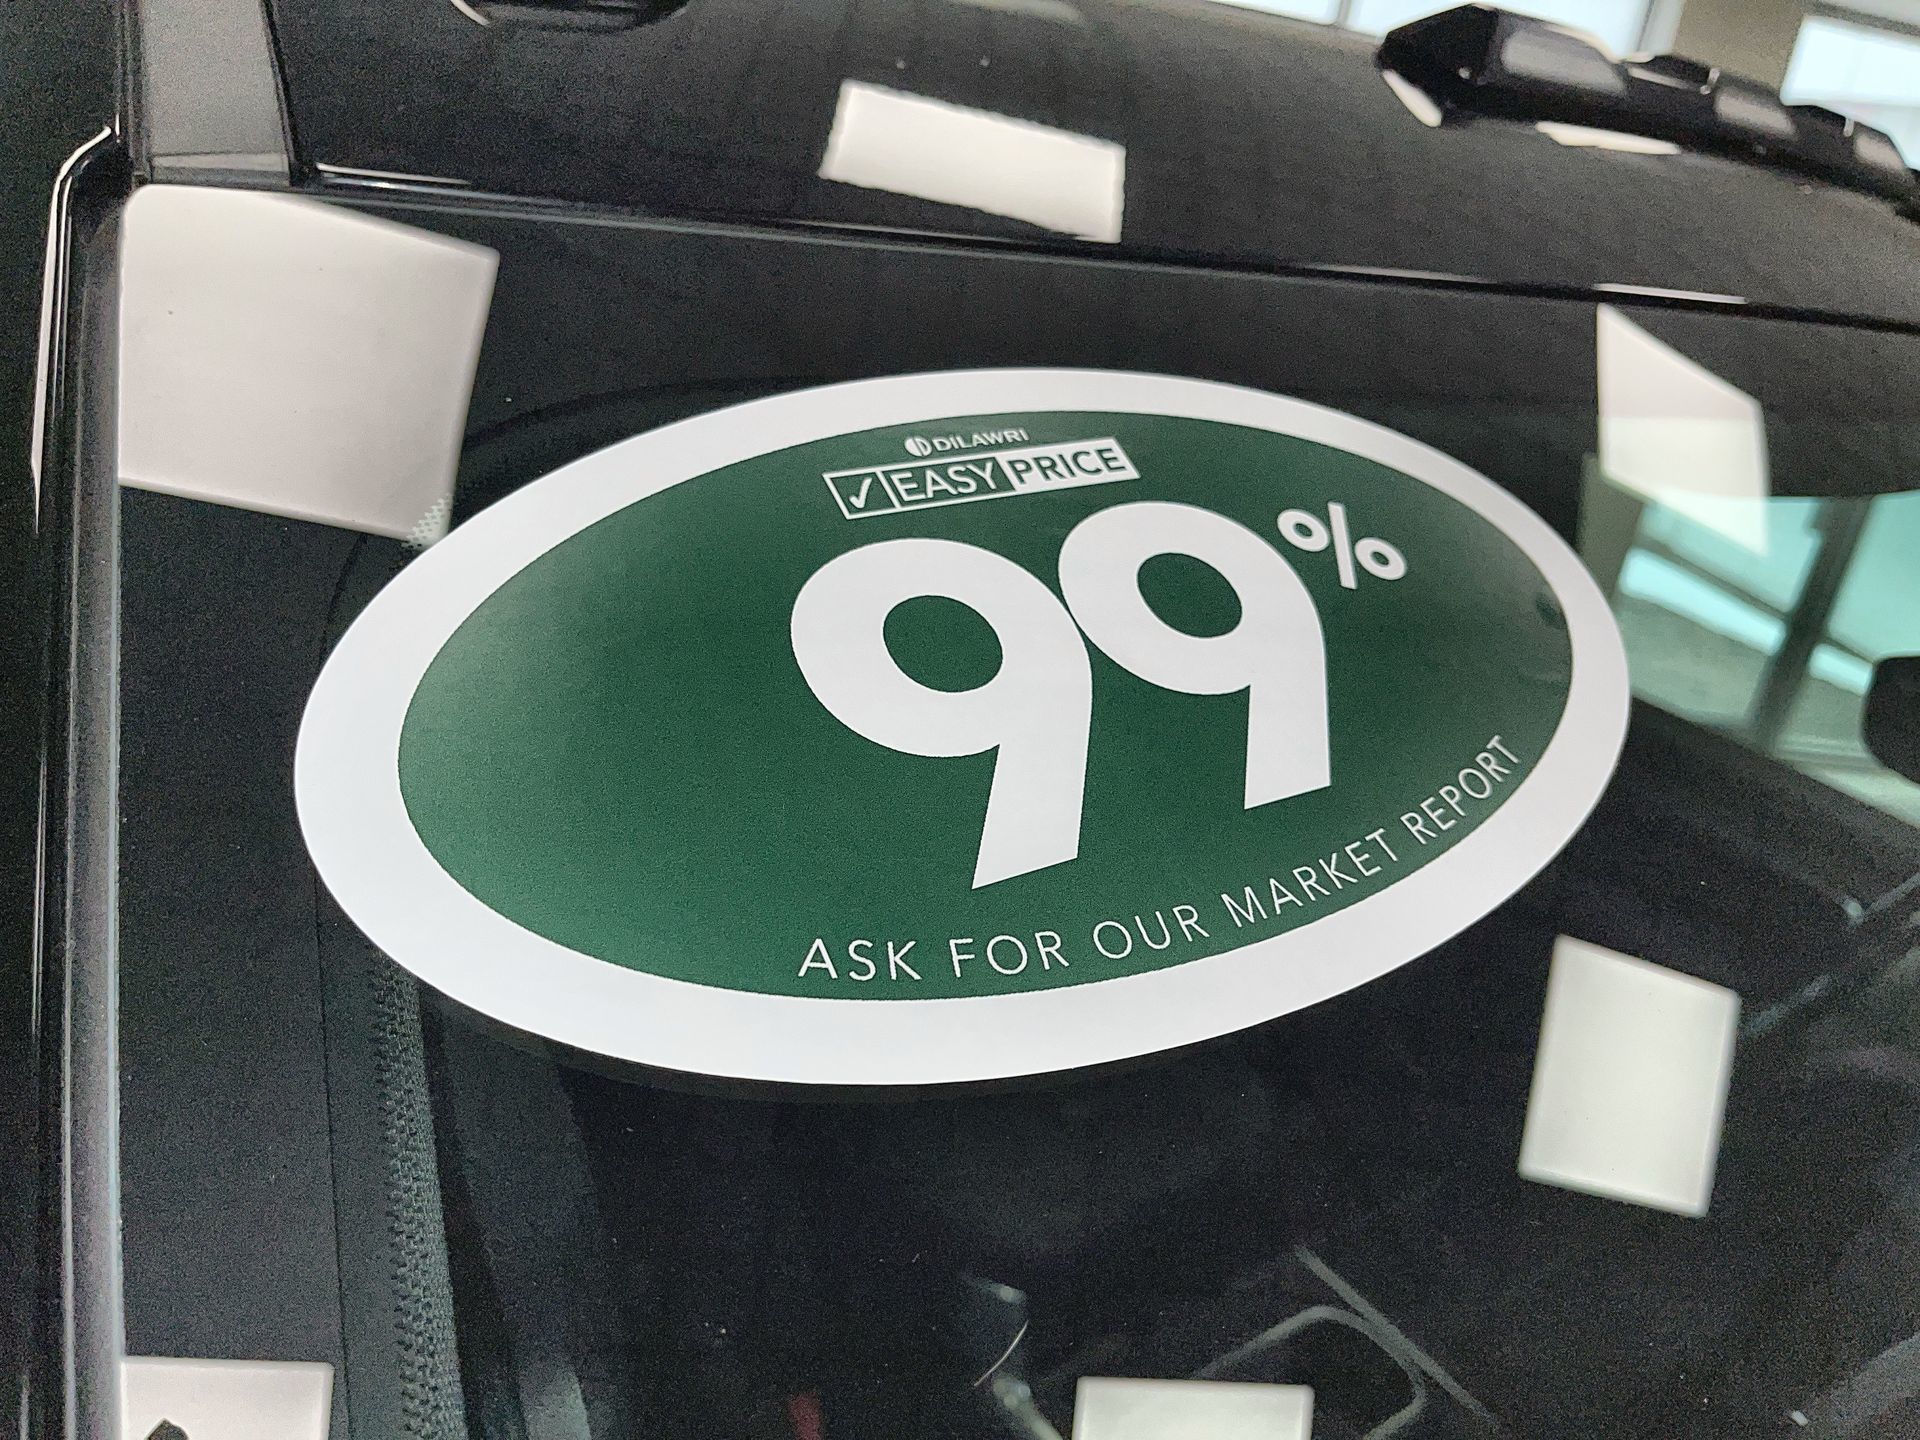 DILAWRI
✓ EASY PRICE
99%
ASK FOR OUR MARKET REPORT